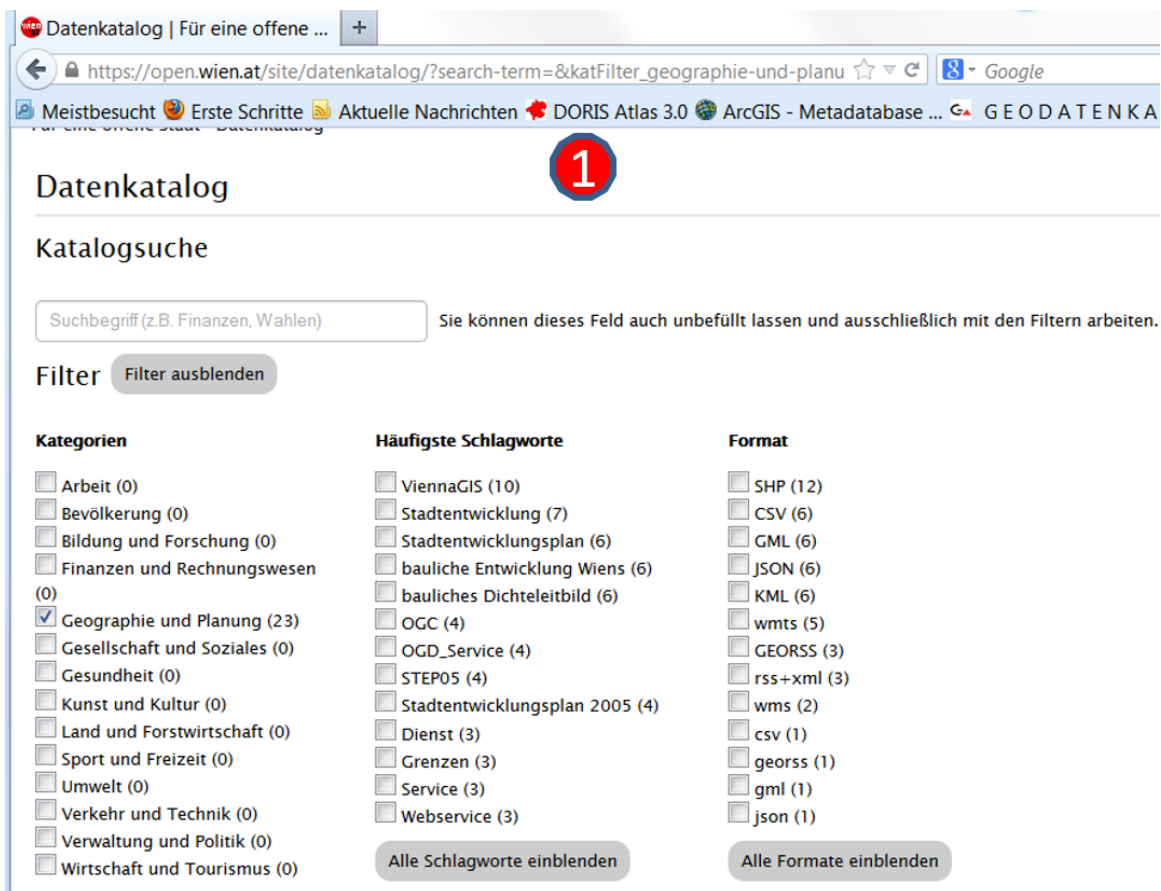 Datenkatalog | Für eine offene ...
https://open.wien.at/site/datenkatalog/?search-term=&katFilter_geographie-und-planu
Google
Meistbesucht Erste Schritte Aktuelle Nachrichten DORIS Atlas 3.0 ArcGIS - Metadatabase ... G E O D A T E N K A
Für eine offene Stadt - Datenkatalog
1
Datenkatalog
Katalogsuche
Suchbegriff (z.B. Finanzen, Wahlen)
Sie können dieses Feld auch unbefüllt lassen und ausschließlich mit den Filtern arbeiten.
Filter
Filter ausblenden
Kategorien
Arbeit (0)
Bevölkerung (0)
Bildung und Forschung (0)
Finanzen und Rechnungswesen
(0)
Geographie und Planung (23)
Gesellschaft und Soziales (0)
Gesundheit (0)
Kunst und Kultur (0)
Land und Forstwirtschaft (0)
Sport und Freizeit (0)
Umwelt (0)
Verkehr und Technik (0)
Verwaltung und Politik (0)
Wirtschaft und Tourismus (0)
Häufigste Schlagworte
ViennaGIS (10)
Stadtentwicklung (7)
Stadtentwicklungsplan (6)
bauliche Entwicklung Wiens (6)
bauliches Dichteleitbild (6)
OGC (4)
OGD_Service (4)
STEP05 (4)
Stadtentwicklungsplan 2005 (4)
Dienst (3)
Grenzen (3)
Service (3)
Webservice (3)
Alle Schlagworte einblenden
Format
SHP (12)
CSV (6)
GML (6)
JSON (6)
KML (6)
wmts (5)
GEORSS (3)
rss+xml (3)
wms (2)
csv (1)
georss (1)
gml (1)
json (1)
Alle Formate einblenden